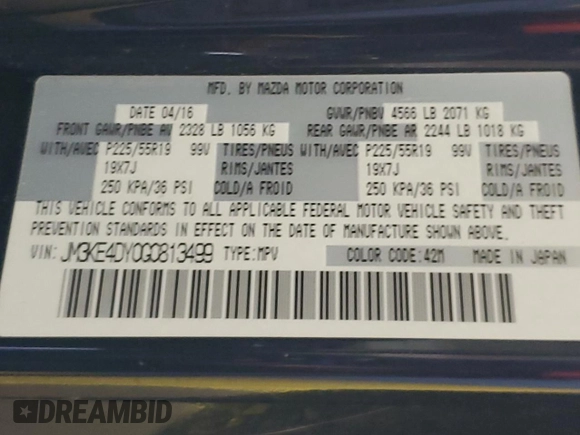 MFD. BY MAZDA MOTOR CORPORATION
DATE 04/16 GVWR/PNBV 4566 LB 2071 KG
FRONT GAWR/PNBE AV 2328 LB 1056 KG REAR GAWR/PNBE AR 2244 LB 1018 KG
WITH/AVEC P225/55R19 99V TIRES/PNEUS WITH/AVEC P225/55R19 99V TIRES/PNEUS
19X7J RIMS/JANTES 19X7J RIMS/JANTES
250 KPA/36 PSI COLD/A FROID 250 KPA/36 PSI COLD/A FROID
THIS VEHICLE CONFORMS TO ALL APPLICABLE FEDERAL MOTOR VEHICLE SAFETY AND THEFT
PREVENTION STANDARDS IN EFFECT ON THE DATE OF MANUFACTURE SHOWN ABOVE.
VIN: JM3KE4DY0G0813499 TYPE:MPV COLOR CODE:42M MADE IN JAPAN
DREAMBID